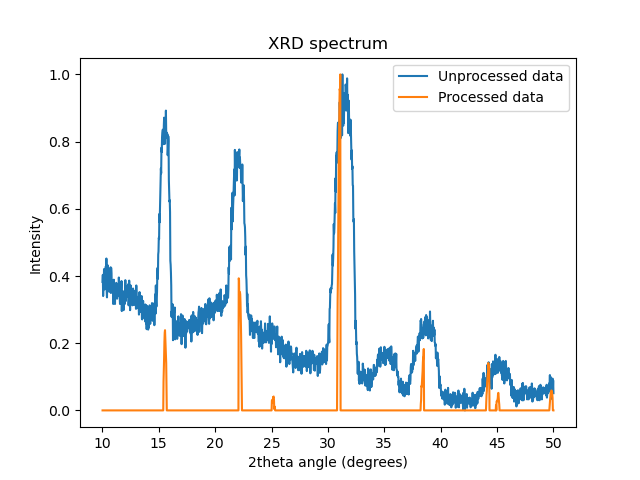 XRD spectrum
Unprocessed data
Processed data
Intensity
1.0
0.8
0.6
0.4
0.2
0.0
10 15 20 25 30 35 40 45 50
2theta angle (degrees)